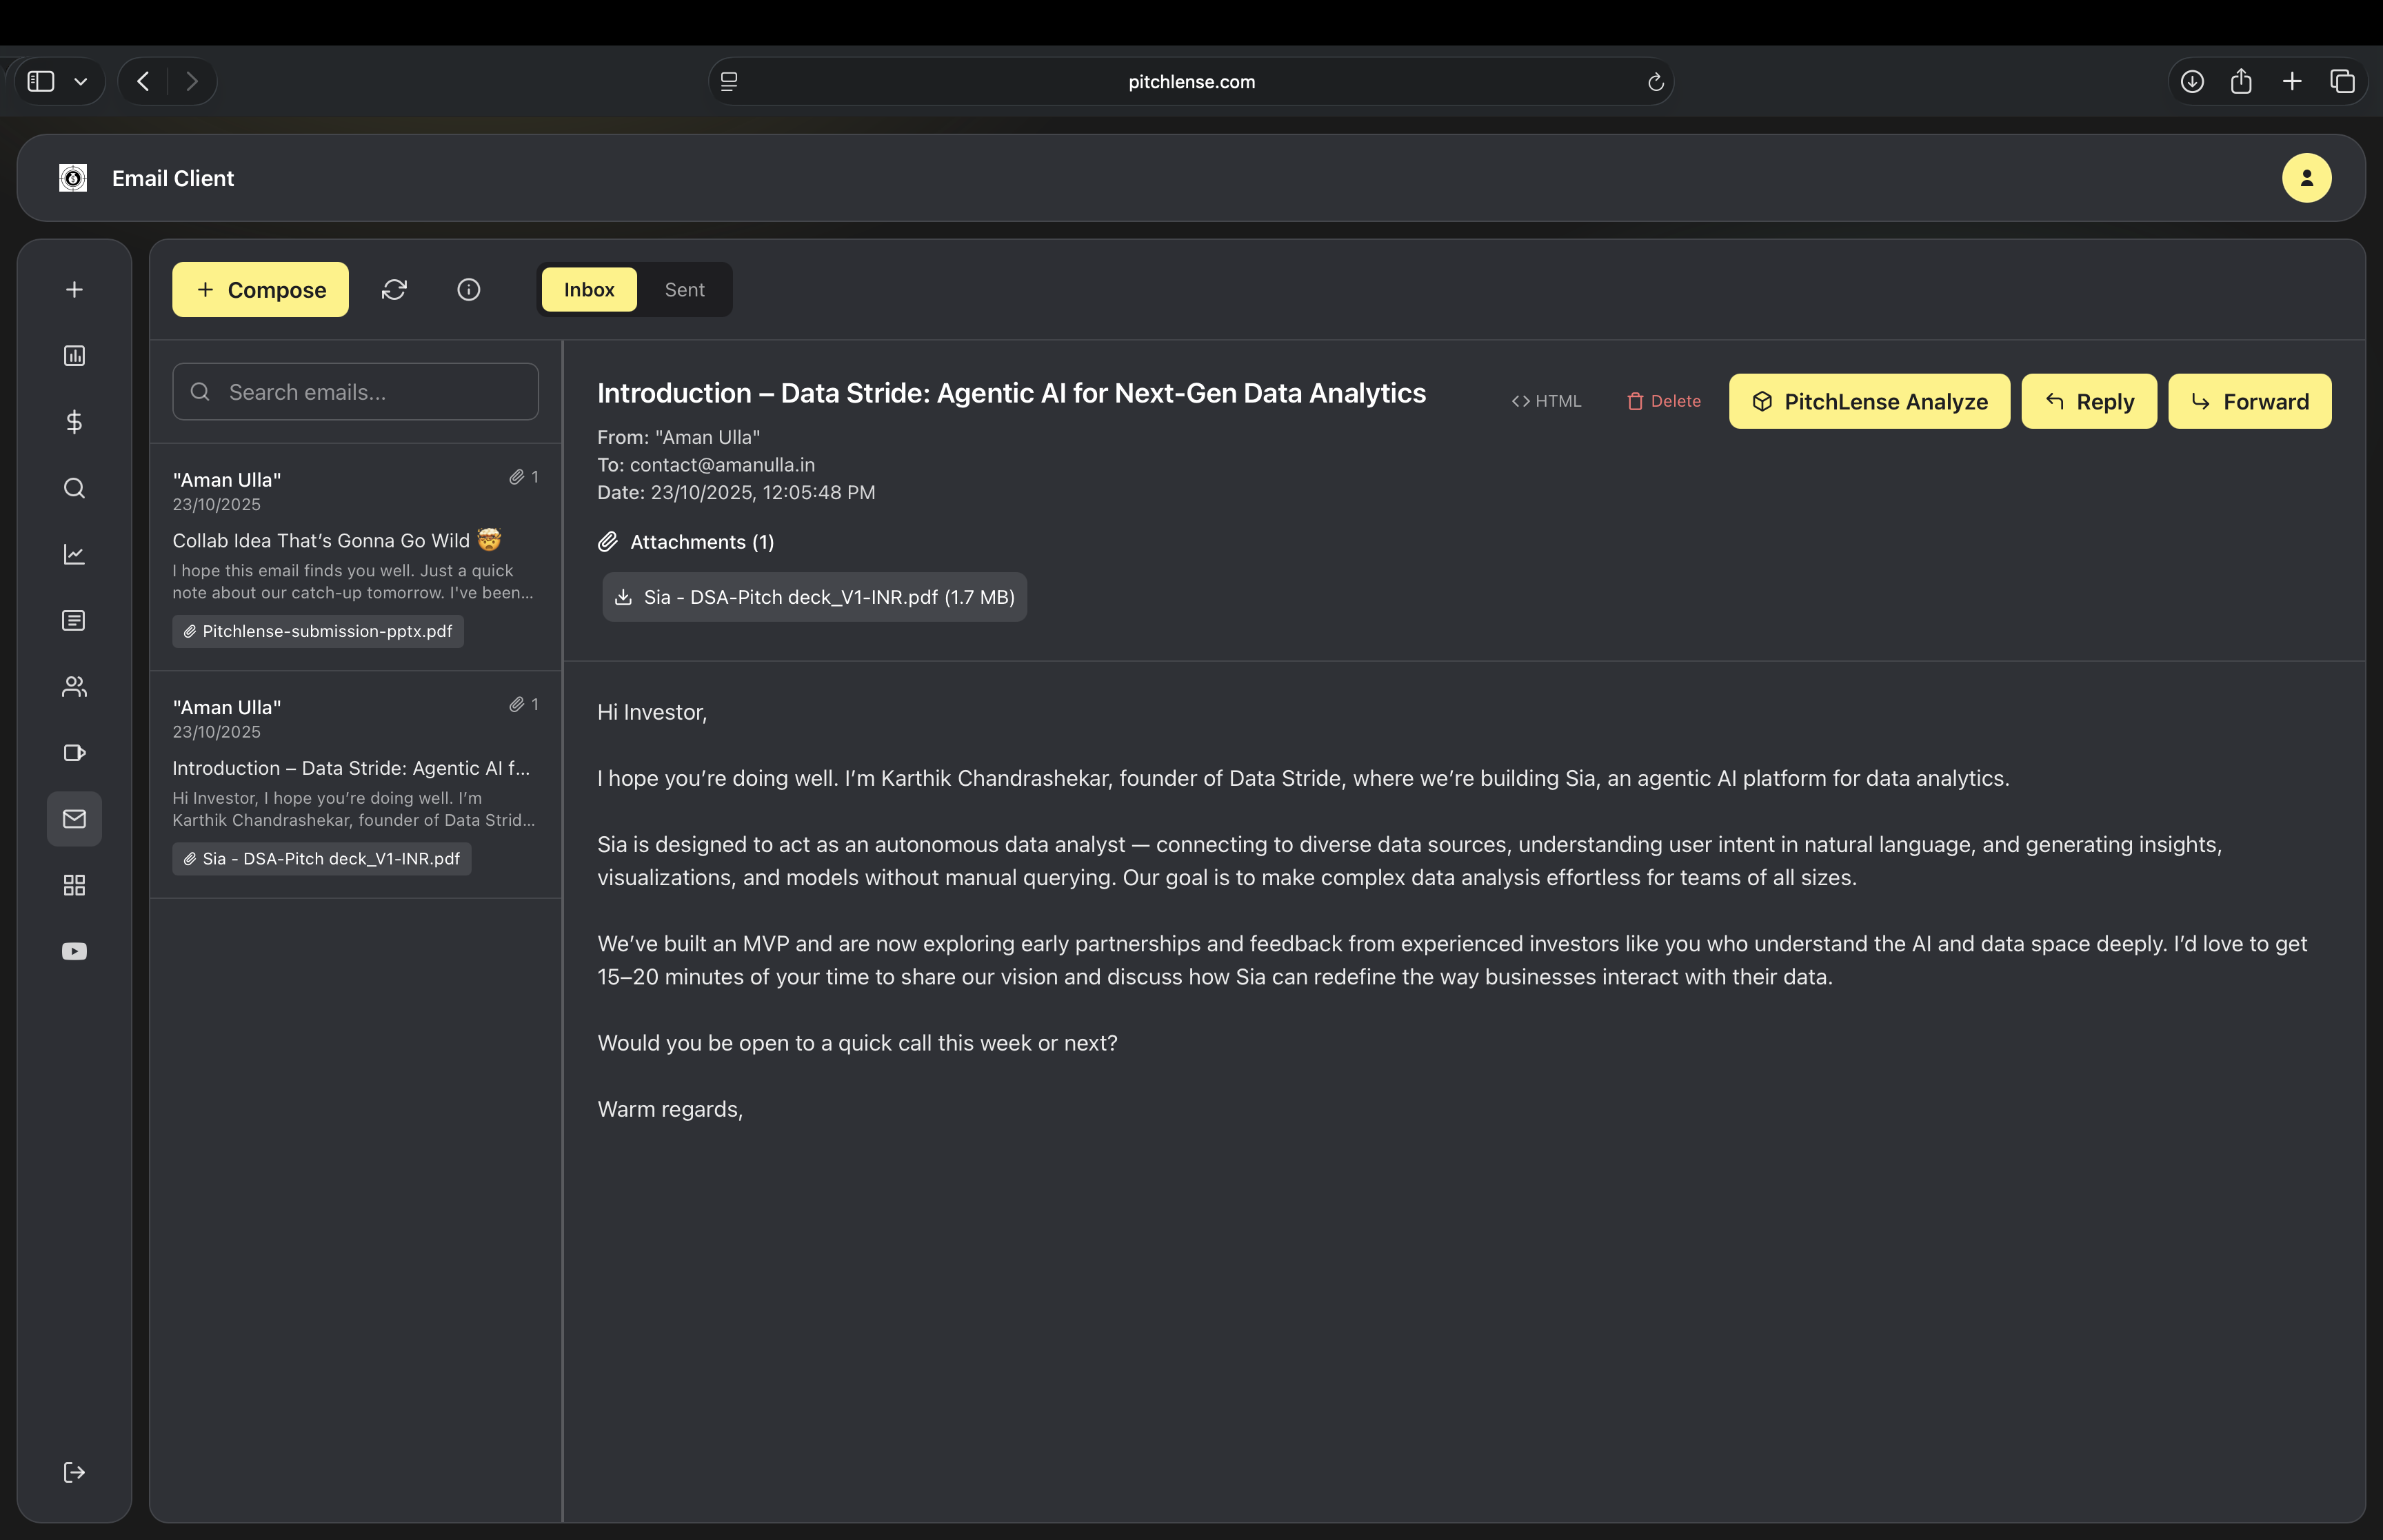 pitchlense.com
Email Client
+ Compose
Inbox
Sent
Search emails...
"Aman Ulla"
1
23/10/2025
Collab Idea That’s Gonna Go Wild 🤯
I hope this email finds you well. Just a quick
note about our catch-up tomorrow. I've been...
Pitchlense-submission-pptx.pdf
"Aman Ulla"
1
23/10/2025
Introduction – Data Stride: Agentic AI f...
Hi Investor, I hope you’re doing well. I’m
Karthik Chandrashekar, founder of Data Strid...
Sia - DSA-Pitch deck_V1-INR.pdf
Introduction – Data Stride: Agentic AI for Next-Gen Data Analytics
<> HTML
Delete
PitchLense Analyze
Reply
Forward
From: "Aman Ulla"
To: contact@amanulla.in
Date: 23/10/2025, 12:05:48 PM
Attachments (1)
Sia - DSA-Pitch deck_V1-INR.pdf (1.7 MB)
Hi Investor,
I hope you’re doing well. I’m Karthik Chandrashekar, founder of Data Stride, where we’re building Sia, an agentic AI platform for data analytics.
Sia is designed to act as an autonomous data analyst — connecting to diverse data sources, understanding user intent in natural language, and generating insights,
visualizations, and models without manual querying. Our goal is to make complex data analysis effortless for teams of all sizes.
We’ve built an MVP and are now exploring early partnerships and feedback from experienced investors like you who understand the AI and data space deeply. I’d love to get
15–20 minutes of your time to share our vision and discuss how Sia can redefine the way businesses interact with their data.
Would you be open to a quick call this week or next?
Warm regards,